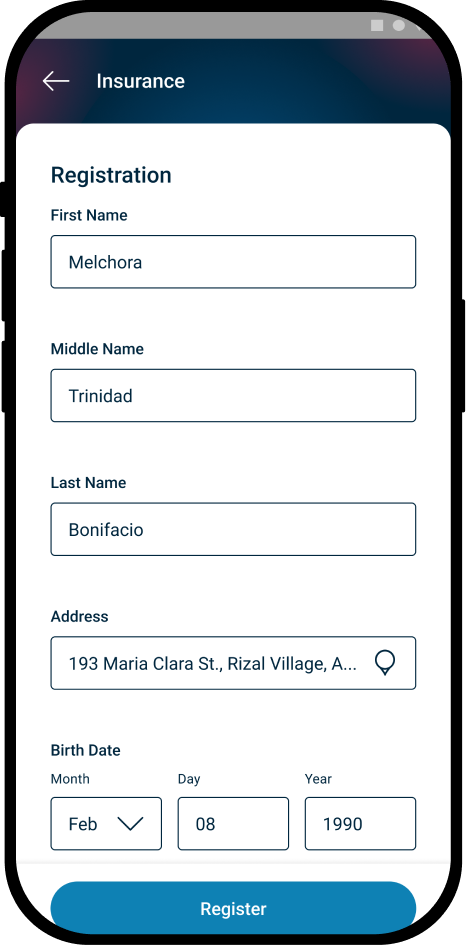 Insurance
Registration
First Name
Melchora
Middle Name
Trinidad
Last Name
Bonifacio
Address
193 Maria Clara St., Rizal Village, A...
Birth Date
Month Day Year
Feb 08 1990
Register